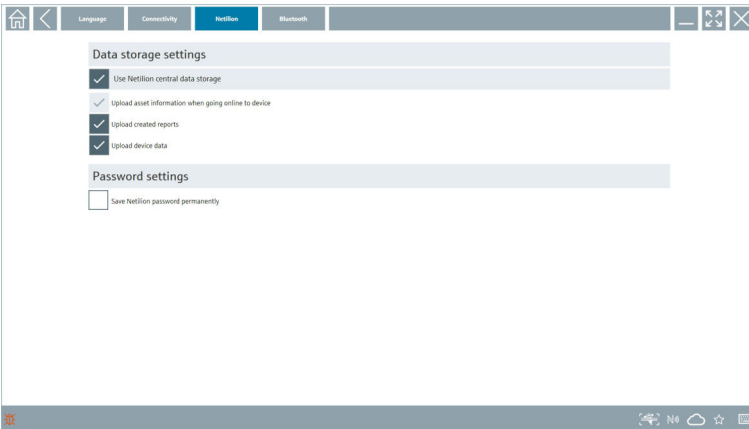 Language
Connectivity
Netilion
Bluetooth
Data storage settings
Use Netilion central data storage
Upload asset information when going online to device
Upload created reports
Upload device data
Password settings
Save Netilion password permanently